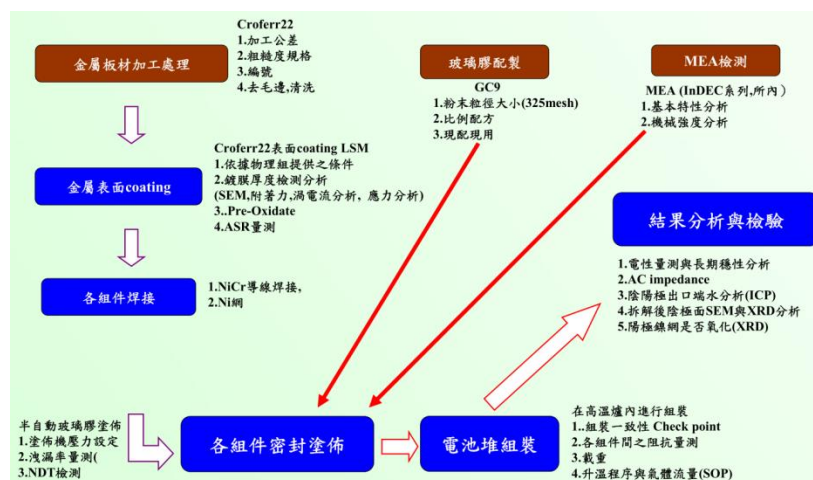 Croferr22
1.加工公差
2.粗糙度規格
3.編號
4.去毛邊,清洗
金屬板材加工處理
玻璃膠配製
GC9
1.粉末粒徑大小(325mesh)
2.比例配方
3.現配現用
MEA檢測
MEA (InDEC系列,所內)
1.基本特性分析
2.機械強度分析
Croferr22表面coating LSM
1.依據物理組提供之條件
2.鍍膜厚度檢測分析
(SEM,附著力,渦電流分析, 應力分析)
3..Pre-Oxidate
4.ASR量測
金屬表面coating
各組件焊接
1.NiCr導線焊接,
2.Ni網
結果分析與檢驗
1.電性量測與長期穩性分析
2.AC impedance
3.陰陽極出口端水分析(ICP)
4.拆解後陰極面SEM與XRD分析
5.陽極鎳網是否氧化(XRD)
半自動玻璃膠塗佈
1.塗佈機壓力設定
2.洩漏率量測(
3.NDT檢測
各組件密封塗佈
電池堆組裝
在高溫爐內進行組裝
1..組裝一致性 Check point
2.各組件間之阻抗量測
3.載重
4.升溫程序與氣體流量(SOP)